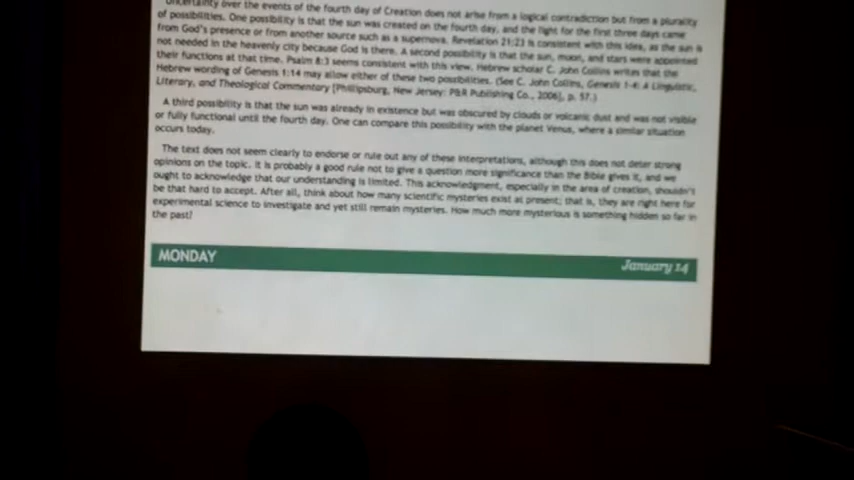 Uncertainty over the events of the fourth day of Creation does not arise from a logical contradiction but from a plurality
of possibilities. One possibility is that the sun was created on the fourth day, and the light for the first three days came
from God's presence or from another source such as a supernova. Revelation 21:23 is consistent with this idea, as the sun is
not needed in the heavenly city because God is there. A second possibility is that the sun, moon, and stars were appointed
their functions at that time. Psalm 8:3 seems consistent with this view. Hebrew scholar C. John Collins writes that the
Hebrew wording of Genesis 1:14 may allow either of these two possibilities. (See C. John Collins, Genesis 1-4: A Linguistic,
Literary, and Theological Commentary [Phillipsburg, New Jersey: P&R Publishing Co., 2006], p. 57.)
A third possibility is that the sun was already in existence but was obscured by clouds or volcanic dust and was not visible
or fully functional until the fourth day. One can compare this possibility with the planet Venus, where a similar situation
occurs today.
The text does not seem clearly to endorse or rule out any of these interpretations, although this does not deter strong
opinions on the topic. It is probably a good rule not to give a question more significance than the Bible gives it, and we
ought to acknowledge that our understanding is limited. This acknowledgment, especially in the area of creation, shouldn't
be that hard to accept. After all, think about how many scientific mysteries exist at present; that is, they are right here for
experimental science to investigate and yet still remain mysteries. How much more mysterious is something hidden so far in
the past!
MONDAY
January 14